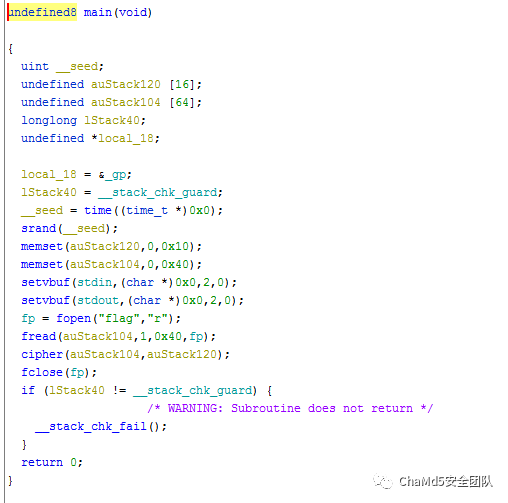 undefined8 main(void)
{
uint __seed;
undefined auStack120 [16];
undefined auStack104 [64];
longlong lStack40;
undefined *local_18;
local_18 = &_gp;
lStack40 = __stack_chk_guard;
__seed = time((time_t *)0x0);
srand(__seed);
memset(auStack120,0,0x10);
memset(auStack104,0,0x40);
setvbuf(stdin,(char *)0x0,2,0);
setvbuf(stdout,(char *)0x0,2,0);
fp = fopen("flag","r");
fread(auStack104,1,0x40,fp);
cipher(auStack104,auStack120);
fclose(fp);
if (lStack40 != __stack_chk_guard) {
/* WARNING: Subroutine does not return */
__stack_chk_fail();
}
return 0;
}
ChaMd5安全团队